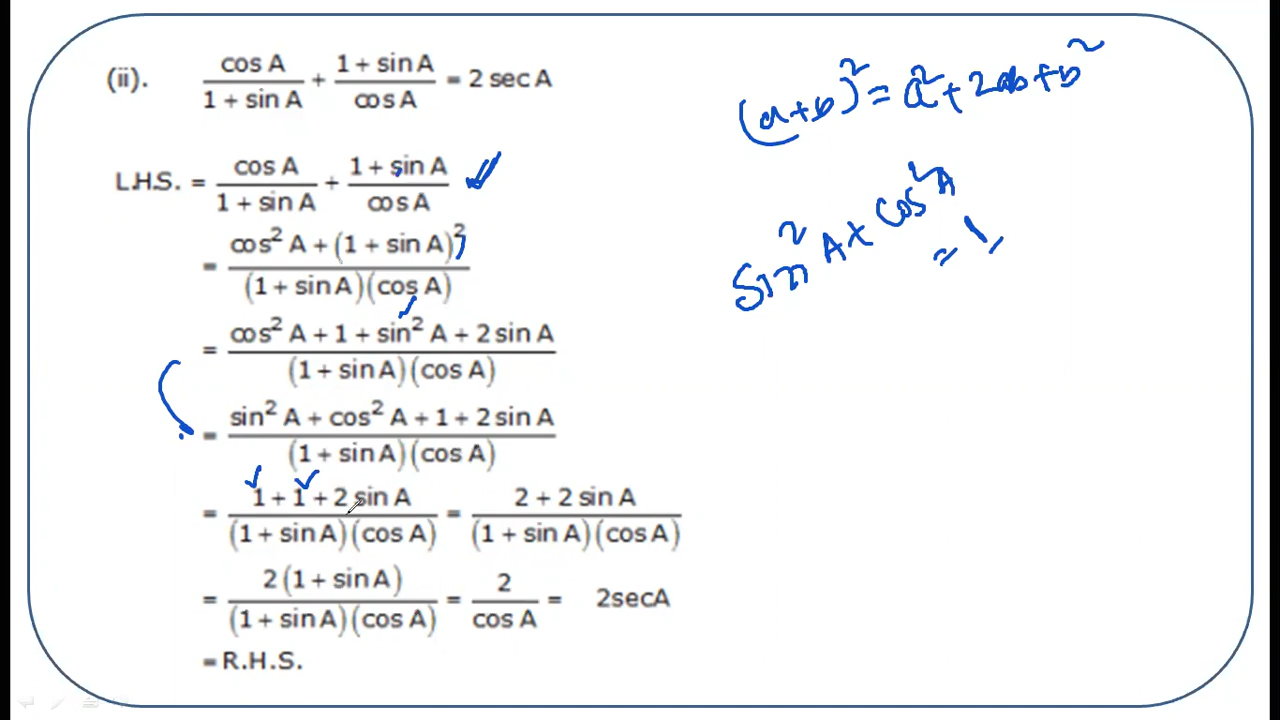 (ii). cos A / (1 + sin A) + (1 + sin A) / cos A = 2 sec A
L.H.S. = cos A / (1 + sin A) + (1 + sin A) / cos A
= (cos² A + (1 + sin A)²) / ((1 + sin A)(cos A))
= (cos² A + 1 + sin² A + 2 sin A) / ((1 + sin A)(cos A))
= (sin² A + cos² A + 1 + 2 sin A) / ((1 + sin A)(cos A))
= (1 + 1 + 2 sin A) / ((1 + sin A)(cos A)) = (2 + 2 sin A) / ((1 + sin A)(cos A))
= 2(1 + sin A) / ((1 + sin A)(cos A)) = 2 / cos A = 2secA
= R.H.S.
(a+b)² = a² + 2ab + b²
Sin² A + Cos² A
= 1